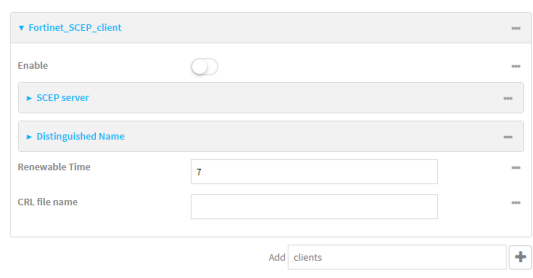 Fortinet_SCEP_client
Enable
SCEP server
Distinguished Name
Renewable Time 7
CRL file name
Add clients